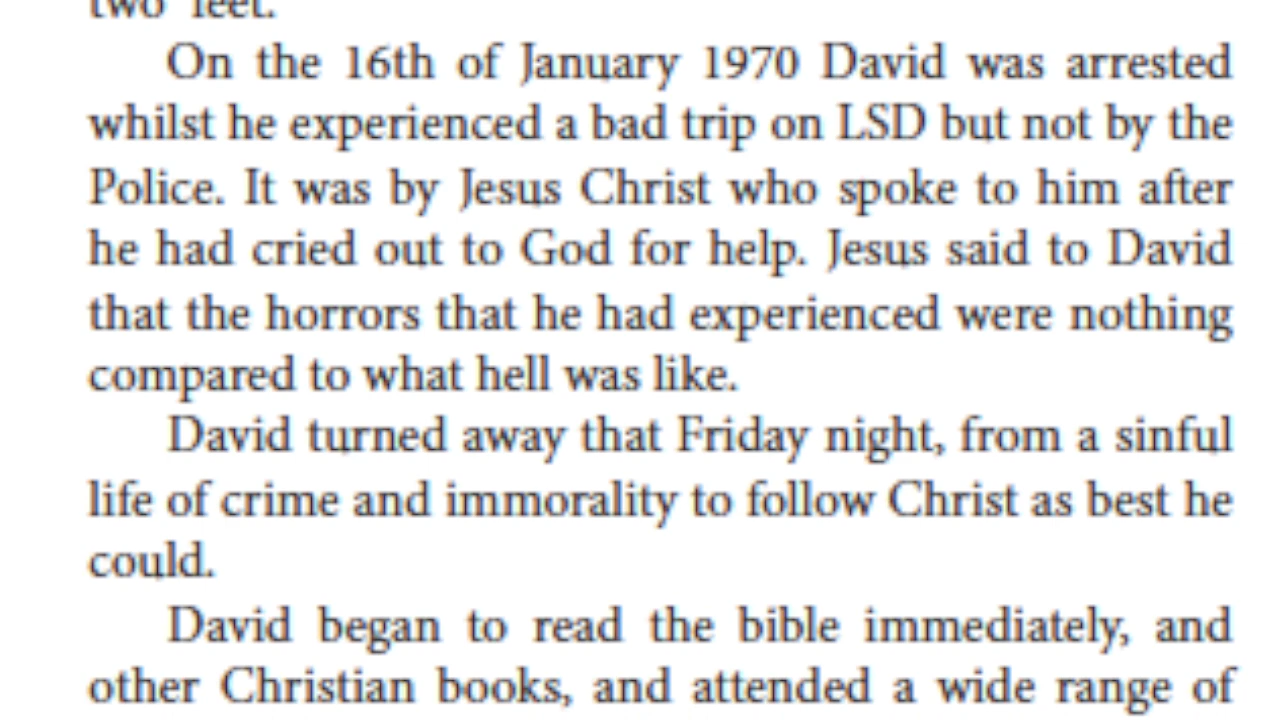 two feet.
On the 16th of January 1970 David was arrested
whilst he experienced a bad trip on LSD but not by the
Police. It was by Jesus Christ who spoke to him after
he had cried out to God for help. Jesus said to David
that the horrors that he had experienced were nothing
compared to what hell was like.
David turned away that Friday night, from a sinful
life of crime and immorality to follow Christ as best he
could.
David began to read the bible immediately, and
other Christian books, and attended a wide range of